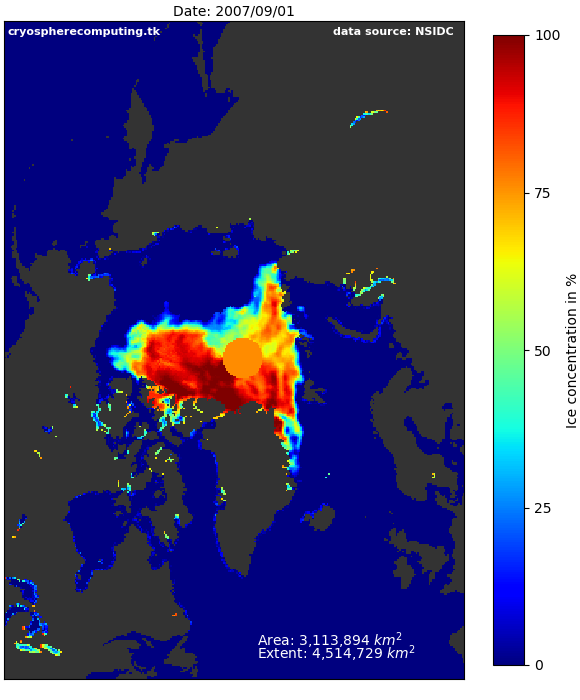 Date: 2007/09/01
cryospherecomputing.tk
data source: NSIDC
100
75
50
25
0
Ice concentration in %
Area: 3,113,894 km²
Extent: 4,514,729 km²